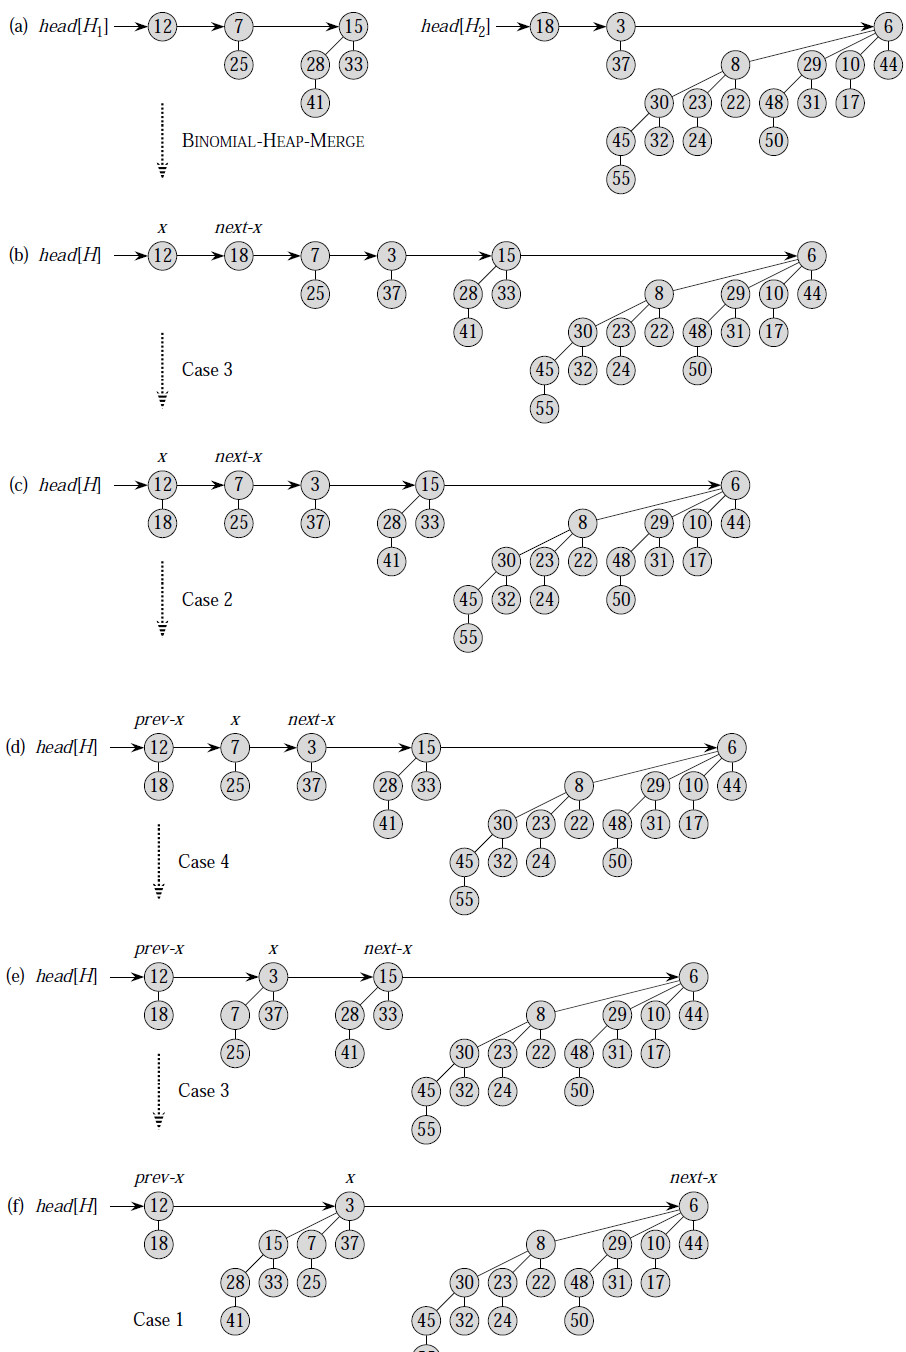 (a) head[H1] 12 7 15 head[H2] 18 3 6
25 28 33 37 8 29 10 44
41 30 23 22 48 31 17
BINOMIAL-HEAP-MERGE 45 32 24 50
55
x next-x
(b) head[H] 12 18 7 3 15 6
25 37 28 33 8 29 10 44
41 30 23 22 48 31 17
Case 3 45 32 24 50
55
x next-x
(c) head[H] 12 7 3 15 6
18 25 37 28 33 8 29 10 44
41 30 23 22 48 31 17
Case 2 45 32 24 50
55
prev-x x next-x
(d) head[H] 12 7 3 15 6
18 25 37 28 33 8 29 10 44
41 30 23 22 48 31 17
Case 4 45 32 24 50
55
prev-x x next-x
(e) head[H] 12 3 15 6
18 7 37 28 33 8 29 10 44
25 41 30 23 22 48 31 17
Case 3 45 32 24 50
55
prev-x x next-x
(f) head[H] 12 3 6
18 15 7 37 8 29 10 44
28 33 25 30 23 22 48 31 17
Case 1 41 45 32 24 50